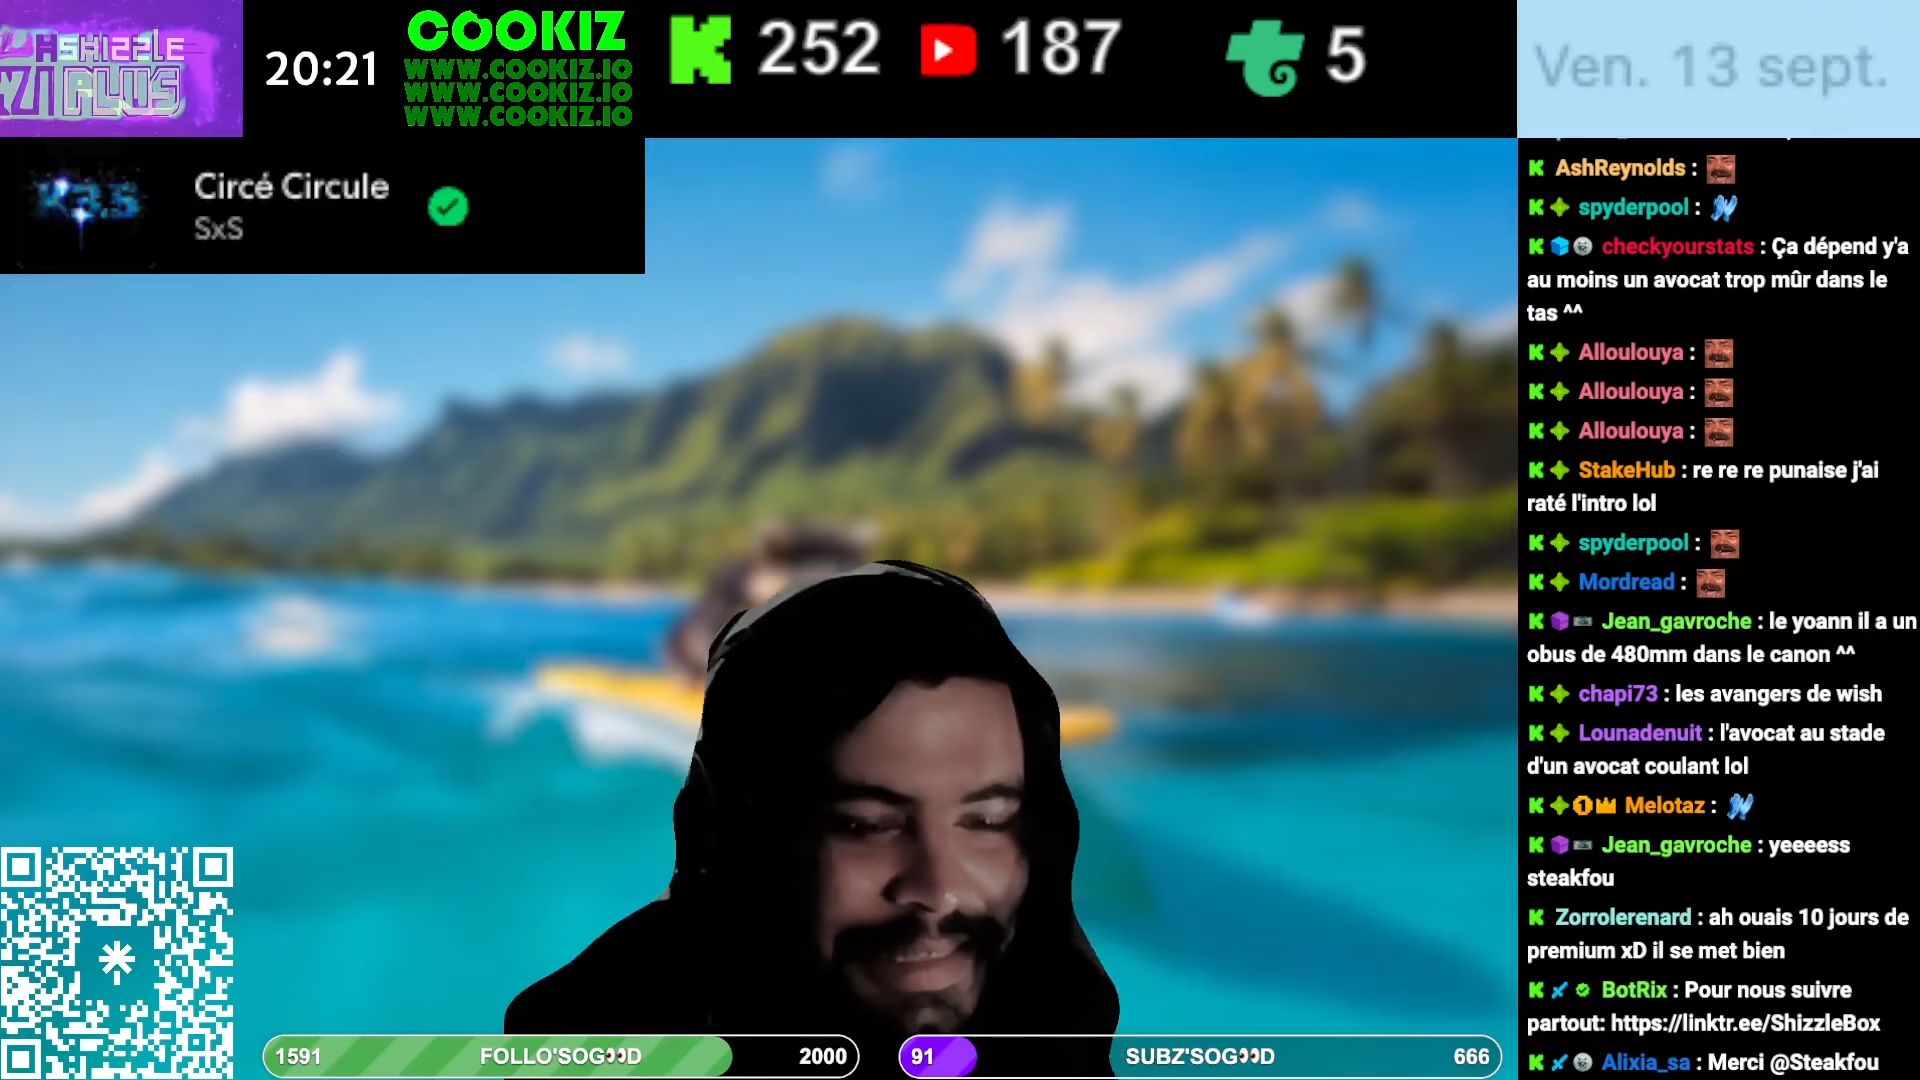 ASHIZZLE
PLUS
20:21
COOKIZ
WWW.COOKIZ.IO
WWW.COOKIZ.IO
WWW.COOKIZ.IO
252
187
5
Ven. 13 sept.
K3.S
Circé Circule
SxS
AshReynolds :
spyderpool :
checkyourstats : Ça dépend y'a
au moins un avocat trop mûr dans le
tas ^^
Alloulouya :
Alloulouya :
Alloulouya :
StakeHub : re re re punaise j'ai
raté l'intro lol
spyderpool :
Mordread :
Jean_gavroche : le yoann il a un
obus de 480mm dans le canon ^^
chapi73 : les avangers de wish
Lounadenuit : l'avocat au stade
d'un avocat coulant lol
Melotaz :
Jean_gavroche : yeeeess
steakfou
Zorrolerenard : ah ouais 10 jours de
premium xD il se met bien
BotRix : Pour nous suivre
partout: https://linktr.ee/ShizzleBox
Alixia_sa : Merci @Steakfou
1591 FOLLO'SOG👀D 2000
91 SUBZ'SOG👀D 666